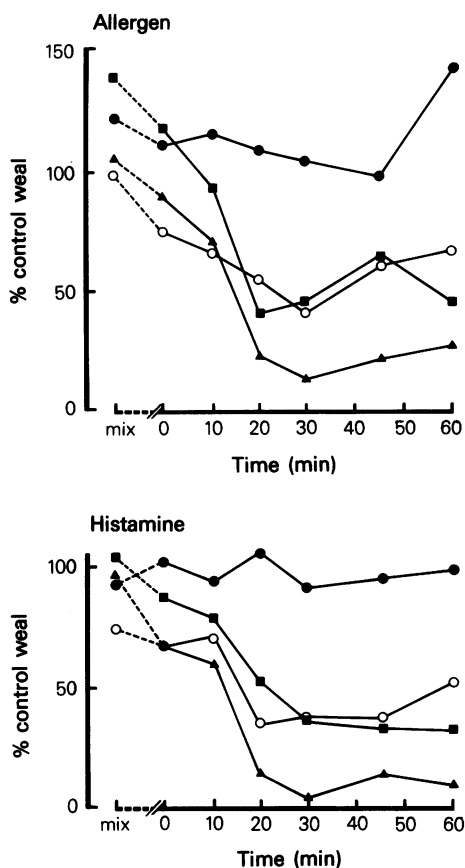 Allergen
150
100
50
0
% control weal
mix 0 10 20 30 40 50 60
Time (min)
Histamine
100
50
0
% control weal
mix 0 10 20 30 40 50 60
Time (min)